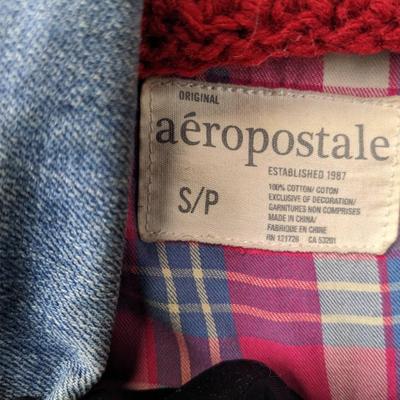 ORIGINAL
aéropostale
ESTABLISHED 1987
S/P
100% COTTON/ COTON
EXCLUSIVE OF DECORATION/
GARNITURES NON COMPRISES
MADE IN CHINA/
FABRIQUE EN CHINE
RN 121726 CA 53201